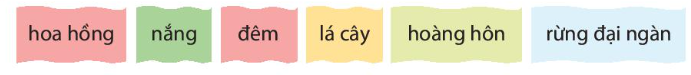 hoa hồng nắng đêm lá cây hoàng hôn rừng đại ngàn